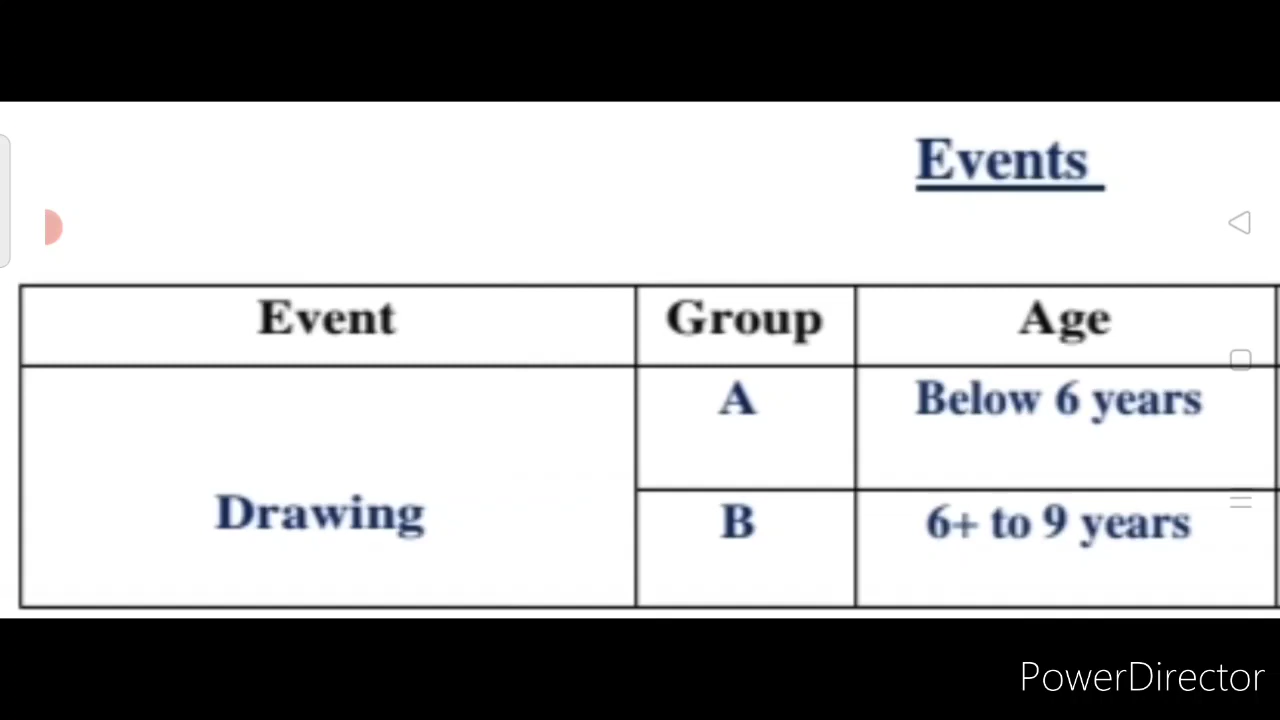 Events
Event Group Age
A Below 6 years
Drawing
B 6+ to 9 years
PowerDirector